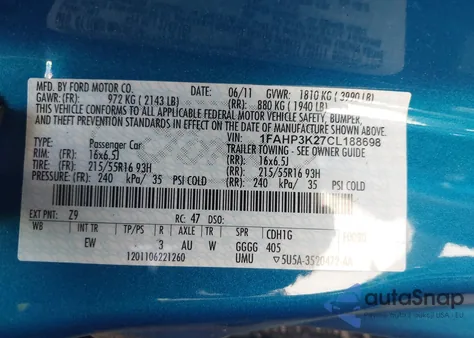 MFD. BY FORD MOTOR CO. 06/11 GVWR: 1810 KG ( 3990 LB)
GAWR: (FR): 972 KG ( 2143 LB) (RR): 880 KG ( 1940 LB)
THIS VEHICLE CONFORMS TO ALL APPLICABLE FEDERAL MOTOR VEHICLE SAFETY, BUMPER,
AND THEFT PREVENTION STANDARDS IN EFFECT ON THE DATE OF MANUFACTURE SHOWN ABOVE.
VIN: 1FAHP3K27CL188698
TYPE: Passenger Car TRAILER TOWING - SEE OWNER GUIDE
RIM: (FR): 16x6.5J (RR): 16x6.5J
TIRE: (FR): 215/55R16 93H (RR): 215/55R16 93H
PRESSURE: (FR): 240 kPa/ 35 PSI COLD (RR): 240 kPa/ 35 PSI COLD
EXT PNT: Z9 RC: 47 DSO:
WB TP/PS R AXLE TR CDH1G
EW 3 AU W GGGG 405
1201106221260 UMU
autoSnap